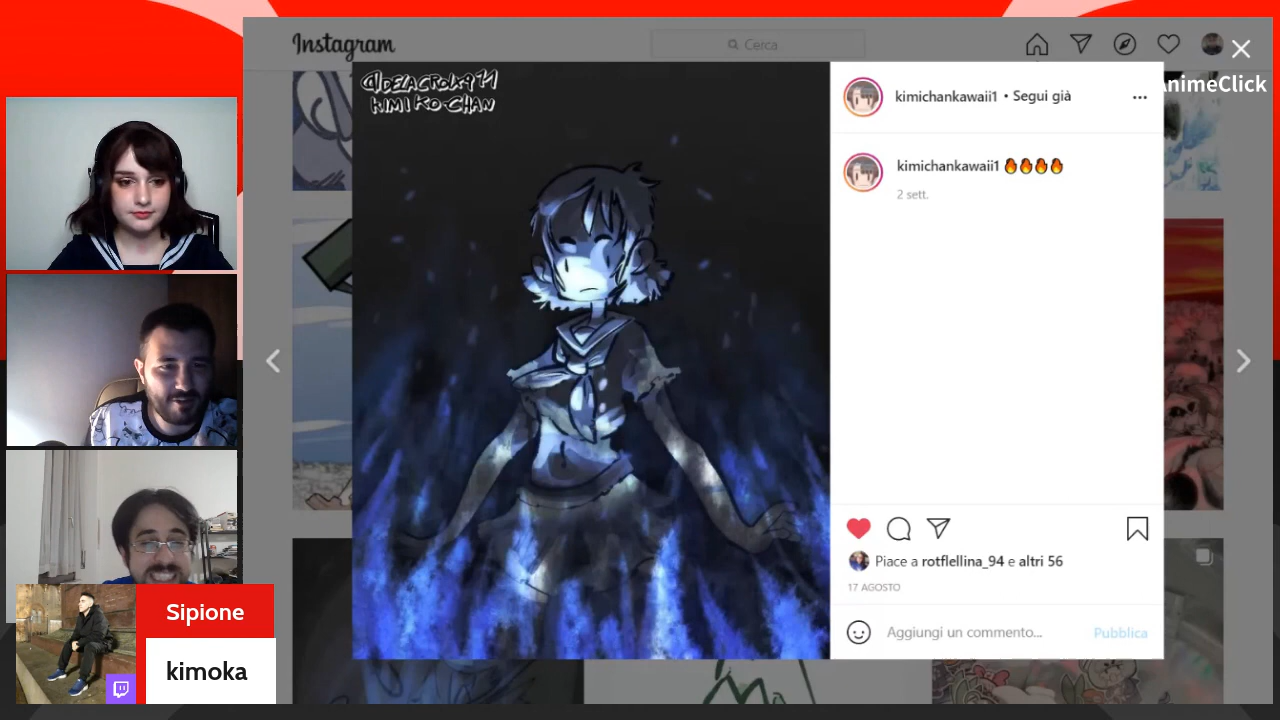 Instagram
Cerca
AnimeClick
@DELACROIX911
KIMIKO-CHAN
kimichankawaii1 • Segui già
kimichankawaii1 🔥🔥🔥🔥
2 sett.
Piace a rotflellina_94 e altri 56
17 AGOSTO
Aggiungi un commento...
Pubblica
Sipione
kimoka